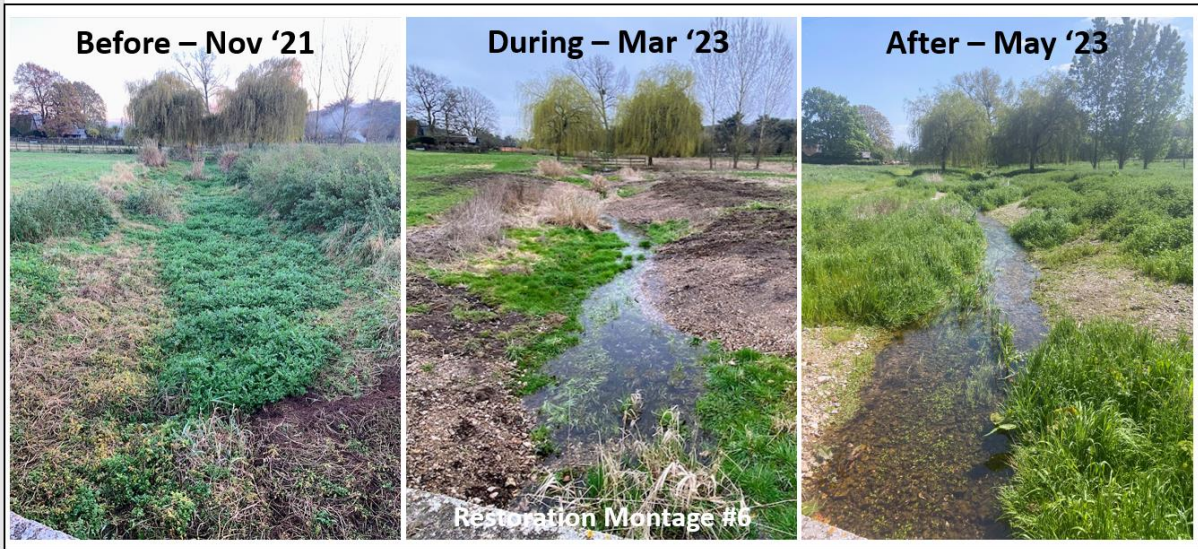 Before – Nov ‘21
During – Mar ‘23
After – May ‘23
Restoration Montage #6